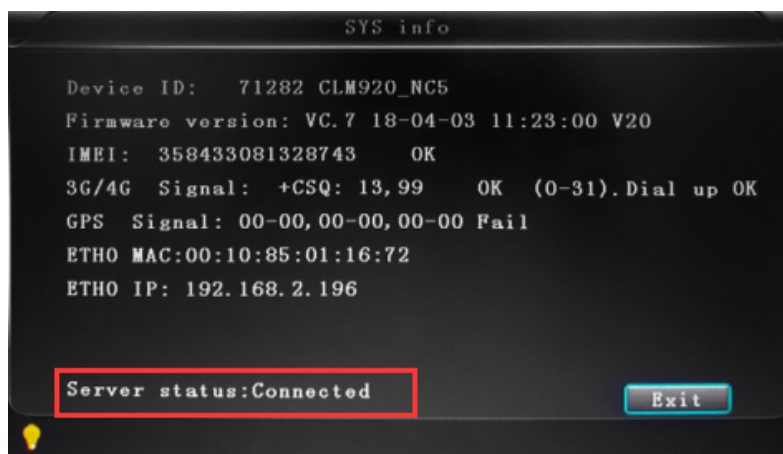 SYS info
Device ID: 71282 CLM920_NC5
Firmware version: VC.7 18-04-03 11:23:00 V20
IMEI: 358433081328743 OK
3G/4G Signal: +CSQ: 13,99 OK (0-31).Dial up OK
GPS Signal: 00-00,00-00,00-00 Fail
ETH0 MAC:00:10:85:01:16:72
ETH0 IP: 192.168.2.196
Server status:Connected
Exit